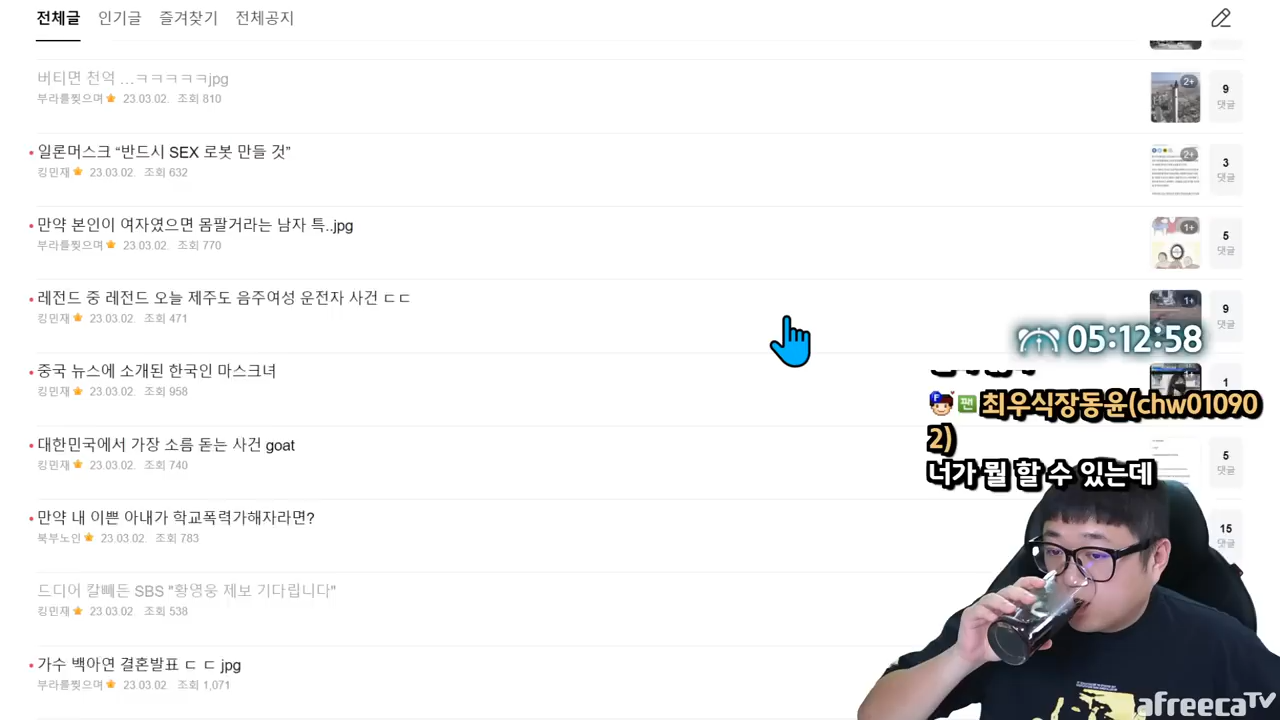 전체글 인기글 즐겨찾기 전체공지
버티면 천억 ...ㅋㅋㅋㅋㅋjpg
부라를찢으며 23.03.02. 조회 810
2+
9
댓글
일론머스크 “반드시 SEX 로봇 만들 것”
킹민재 23.03.02. 조회 632
2+
3
댓글
만약 본인이 여자였으면 몸팔거라는 남자 특..jpg
부라를찢으며 23.03.02. 조회 770
1+
5
댓글
레전드 중 레전드 오늘 제주도 음주여성 운전자 사건 ㄷㄷ
킹민재 23.03.02. 조회 471
1+
9
댓글
05:12:58
중국 뉴스에 소개된 한국인 마스크녀
킹민재 23.03.02. 조회 958
1+
1
F 팬 최우식장동윤(chw01090
2)
너가 뭘 할 수 있는데
대한민국에서 가장 소름 돋는 사건 goat
킹민재 23.03.02. 조회 740
5
댓글
만약 내 이쁜 아내가 학교폭력가해자라면?
북부노인 23.03.02. 조회 783
15
댓글
드디어 칼빼든 SBS "황영웅 제보 기다립니다"
킹민재 23.03.02 조회 538
가수 백아연 결혼발표 ㄷ ㄷ jpg
부라를찢으며 23.03.02 조회 1,071
afreecaTV